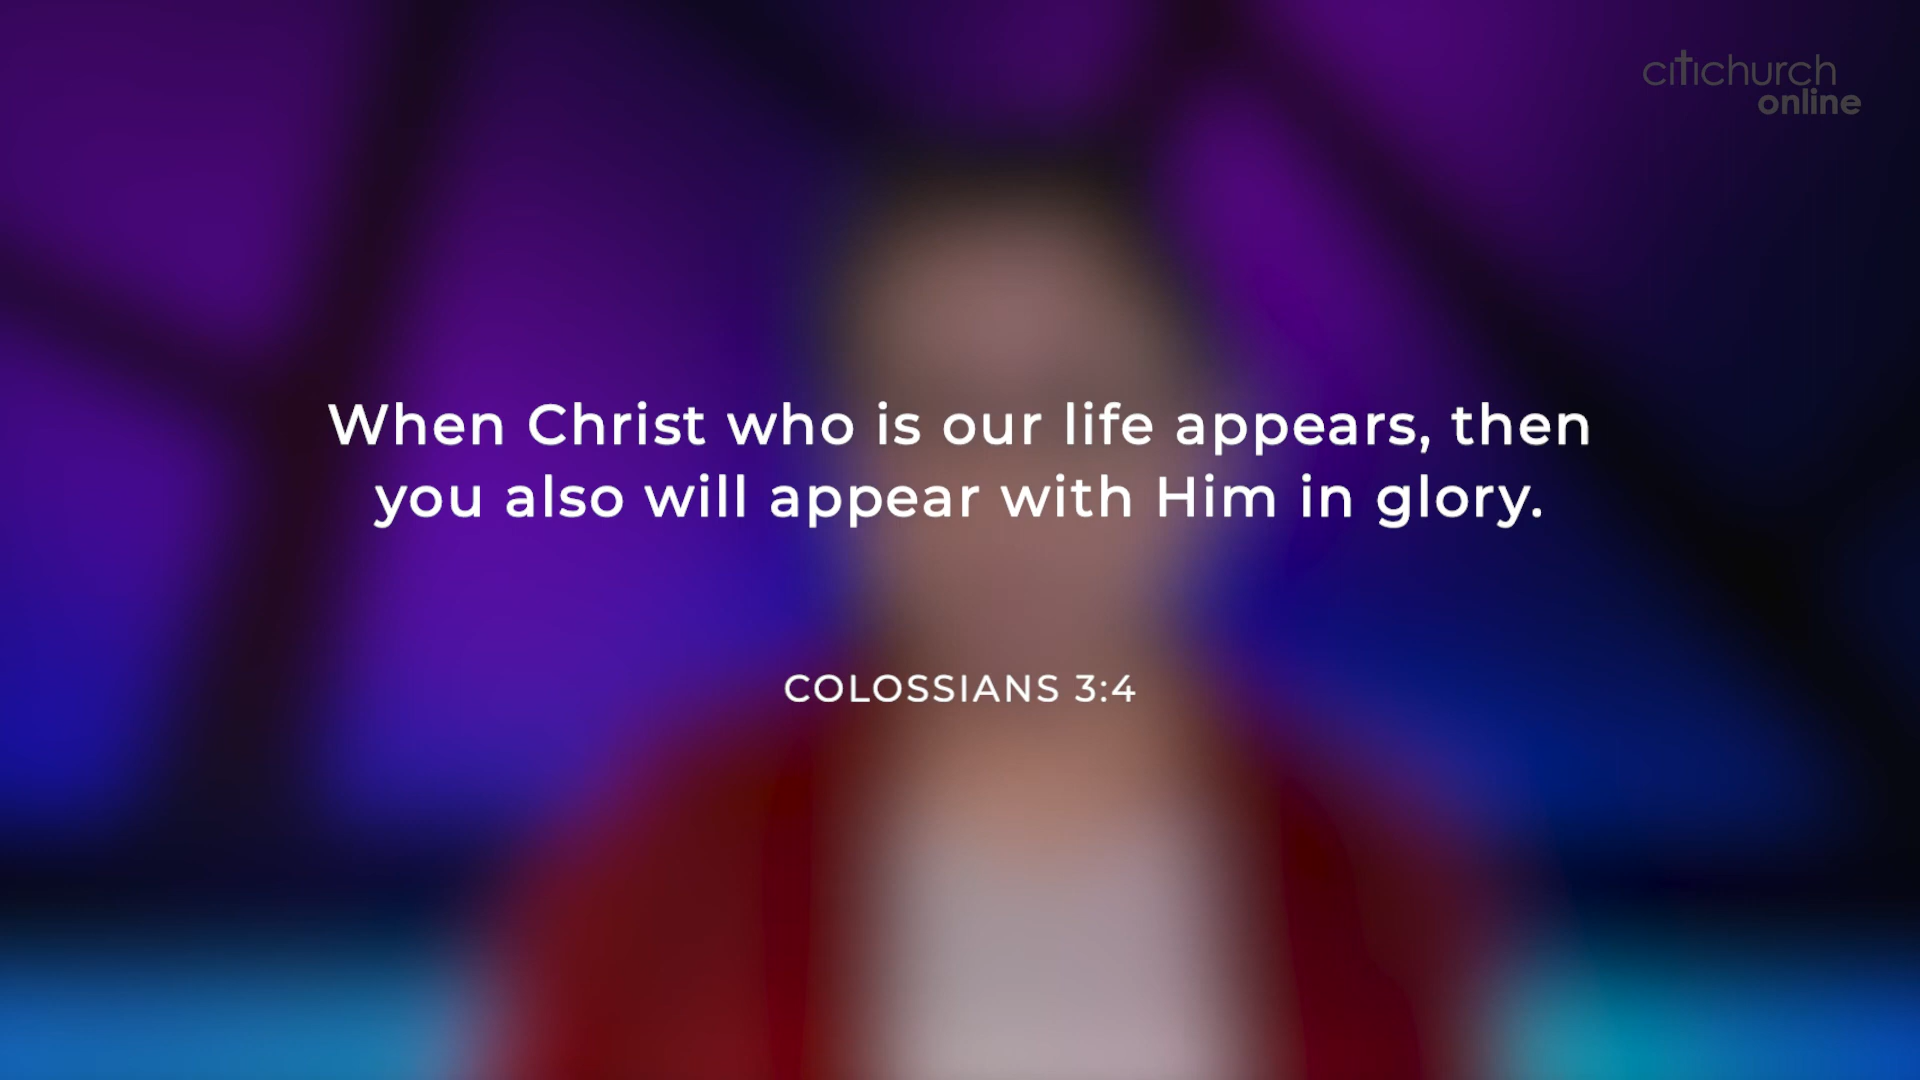 citichurch
online
When Christ who is our life appears, then
you also will appear with Him in glory.
COLOSSIANS 3:4